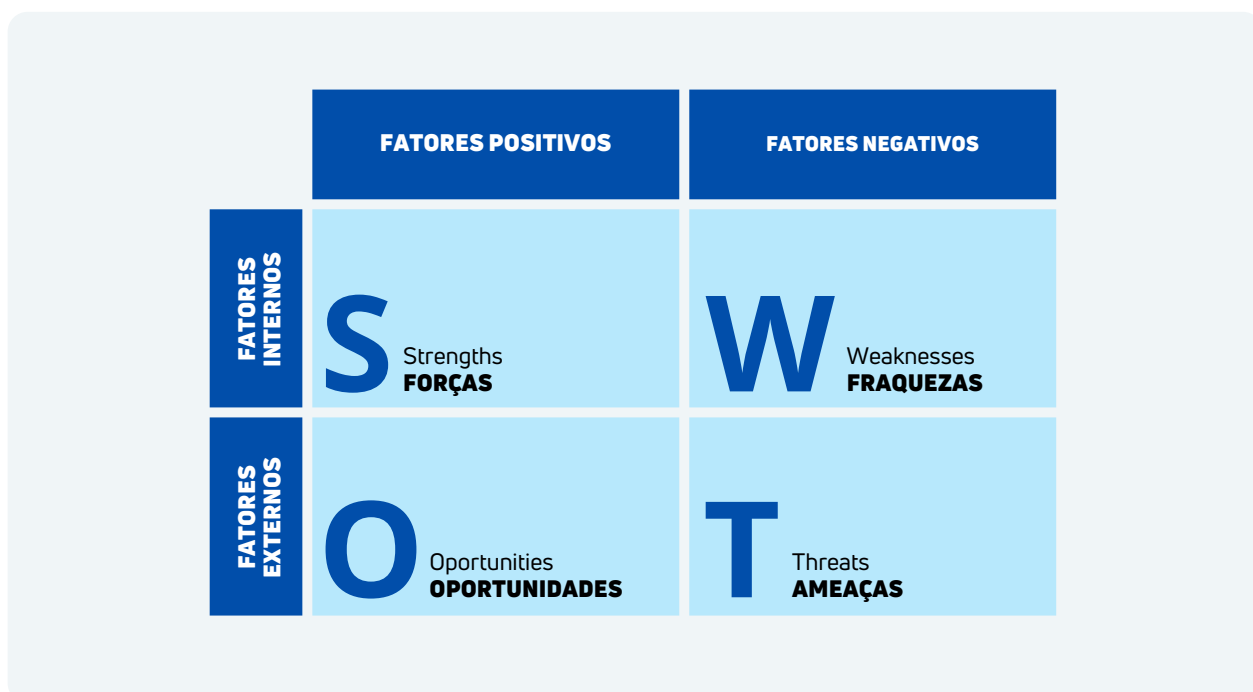 FATORES POSITIVOS
FATORES NEGATIVOS
FATORES
INTERNOS
S
Strengths
FORÇAS
W
Weaknesses
FRAQUEZAS
FATORES
EXTERNOS
O
Oportunities
OPORTUNIDADES
T
Threats
AMEAÇAS